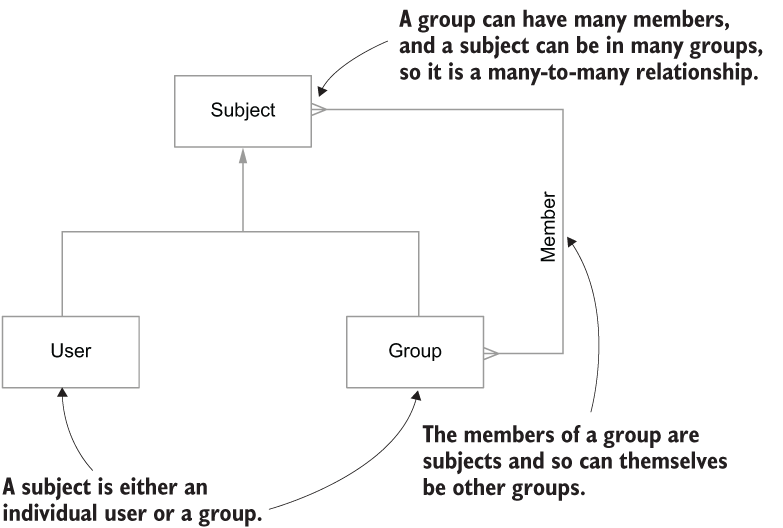 A group can have many members,
and a subject can be in many groups,
so it is a many-to-many relationship.
Subject
Member
User
Group
The members of a group are
subjects and so can themselves
be other groups.
A subject is either an
individual user or a group.